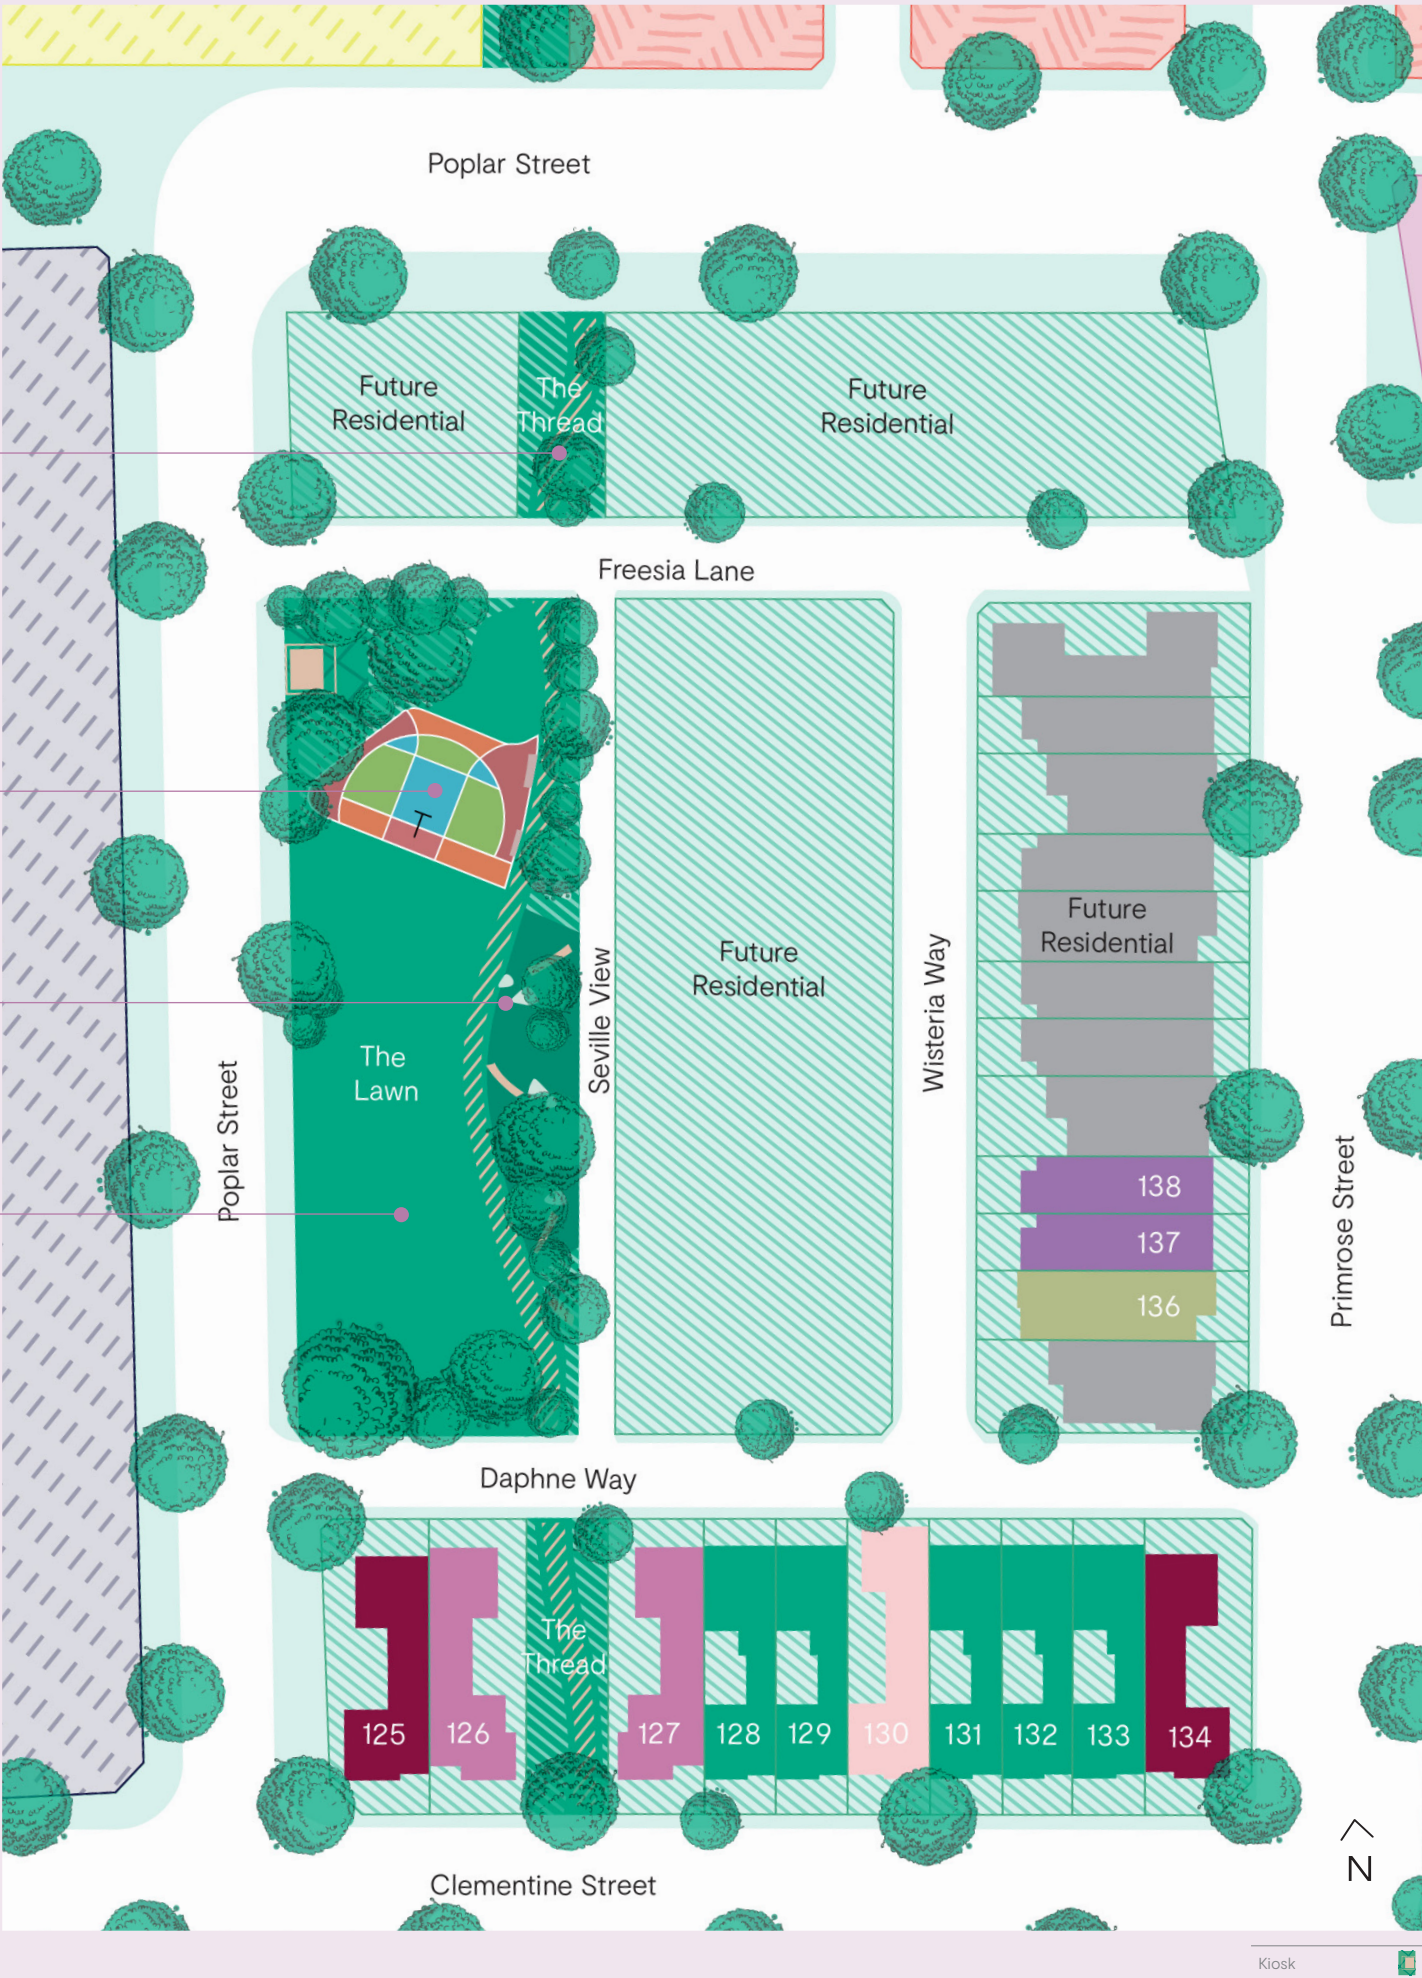 Poplar Street
Future
Residential
The
Thread
Future
Residential
Freesia Lane
T
Future
Residential
Future
Residential
Seville View
Wisteria Way
The
Lawn
Poplar Street
Primrose Street
138
137
136
Daphne Way
The
Thread
125
126
127
128
129
130
131
132
133
134
N
Clementine Street
Kiosk